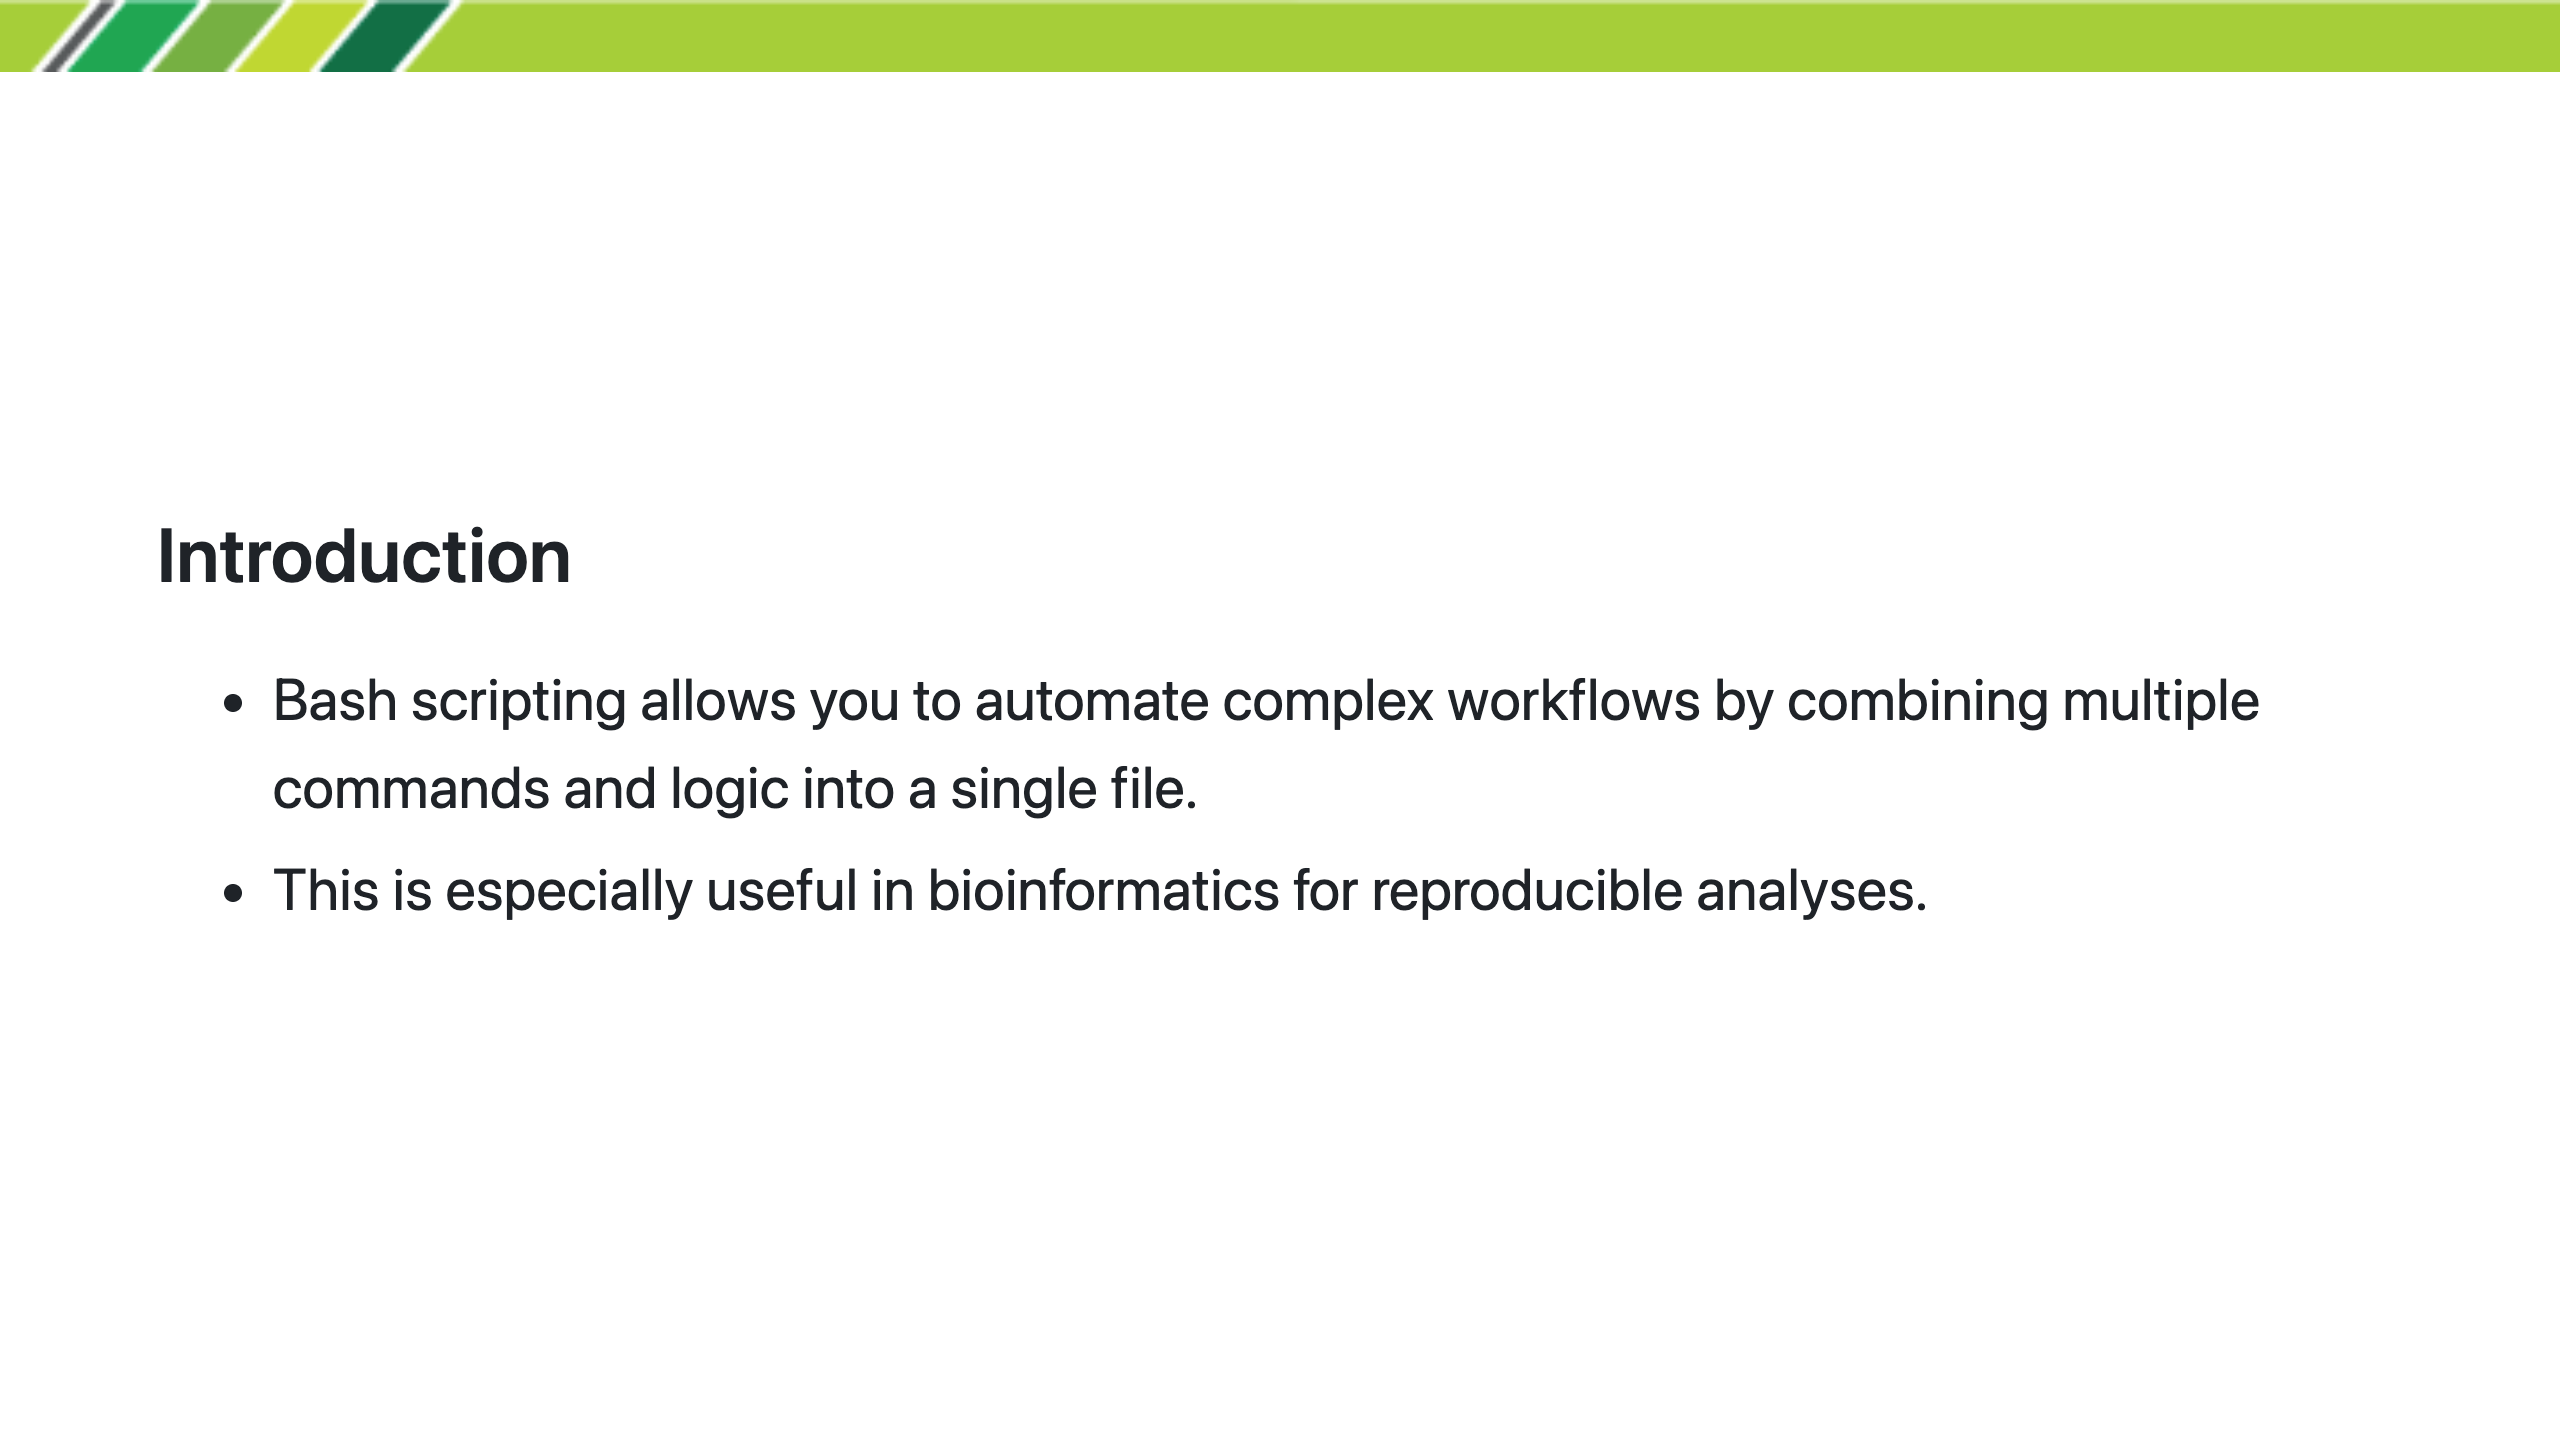 Introduction
• Bash scripting allows you to automate complex workflows by combining multiple
commands and logic into a single file.
• This is especially useful in bioinformatics for reproducible analyses.